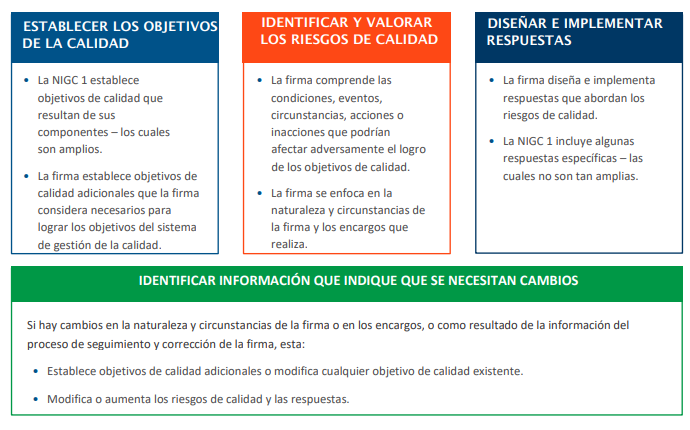 ESTABLECER LOS OBJETIVOS
DE LA CALIDAD
• La NIGC 1 establece
objetivos de calidad que
resultan de sus
componentes – los cuales
son amplios.
• La firma establece objetivos de
calidad adicionales que la firma
considera necesarios para
lograr los objetivos del sistema
de gestión de la calidad.
IDENTIFICAR Y VALORAR
LOS RIESGOS DE CALIDAD
• La firma comprende las
condiciones, eventos,
circunstancias, acciones o
inacciones que podrían
afectar adversamente el logro
de los objetivos de calidad.
• La firma se enfoca en la
naturaleza y circunstancias de
la firma y los encargos que
realiza.
DISEÑAR E IMPLEMENTAR
RESPUESTAS
• La firma diseña e implementa
respuestas que abordan los
riesgos de calidad.
• La NIGC 1 incluye algunas
respuestas específicas – las
cuales no son tan amplias.
IDENTIFICAR INFORMACIÓN QUE INDIQUE QUE SE NECESITAN CAMBIOS
Si hay cambios en la naturaleza y circunstancias de la firma o en los encargos, o como resultado de la información del
proceso de seguimiento y corrección de la firma, esta:
• Establece objetivos de calidad adicionales o modifica cualquier objetivo de calidad existente.
• Modifica o aumenta los riesgos de calidad y las respuestas.